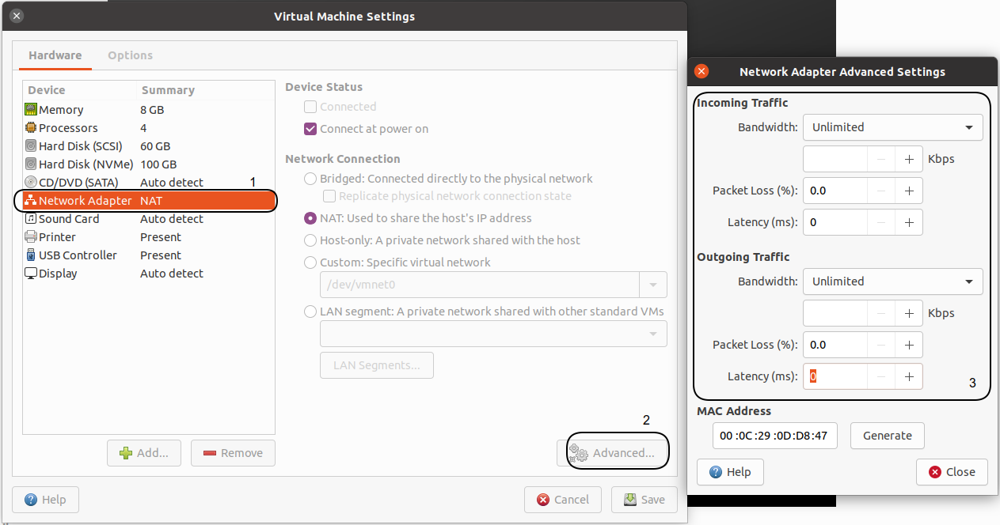 Virtual Machine Settings
Hardware Options
Device Summary
Memory 8 GB
Processors 4
Hard Disk (SCSI) 60 GB
Hard Disk (NVMe) 100 GB
CD/DVD (SATA) Auto detect 1
Network Adapter NAT
Sound Card Auto detect
Printer Present
USB Controller Present
Display Auto detect
Add... Remove
Device Status
Connected
Connect at power on
Network Connection
Bridged: Connected directly to the physical network
Replicate physical network connection state
NAT: Used to share the host's IP address
Host-only: A private network shared with the host
Custom: Specific virtual network
/dev/vmnet0
LAN segment: A private network shared with other standard VMs
LAN Segments...
2
Advanced...
Help Cancel Save
Network Adapter Advanced Settings
Incoming Traffic
Bandwidth: Unlimited
Kbps
Packet Loss (%): 0.0
Latency (ms): 0
Outgoing Traffic
Bandwidth: Unlimited
Kbps
Packet Loss (%): 0.0
Latency (ms): 0
3
MAC Address
00 :0C :29 :0D:D8 :47 Generate
Help Close